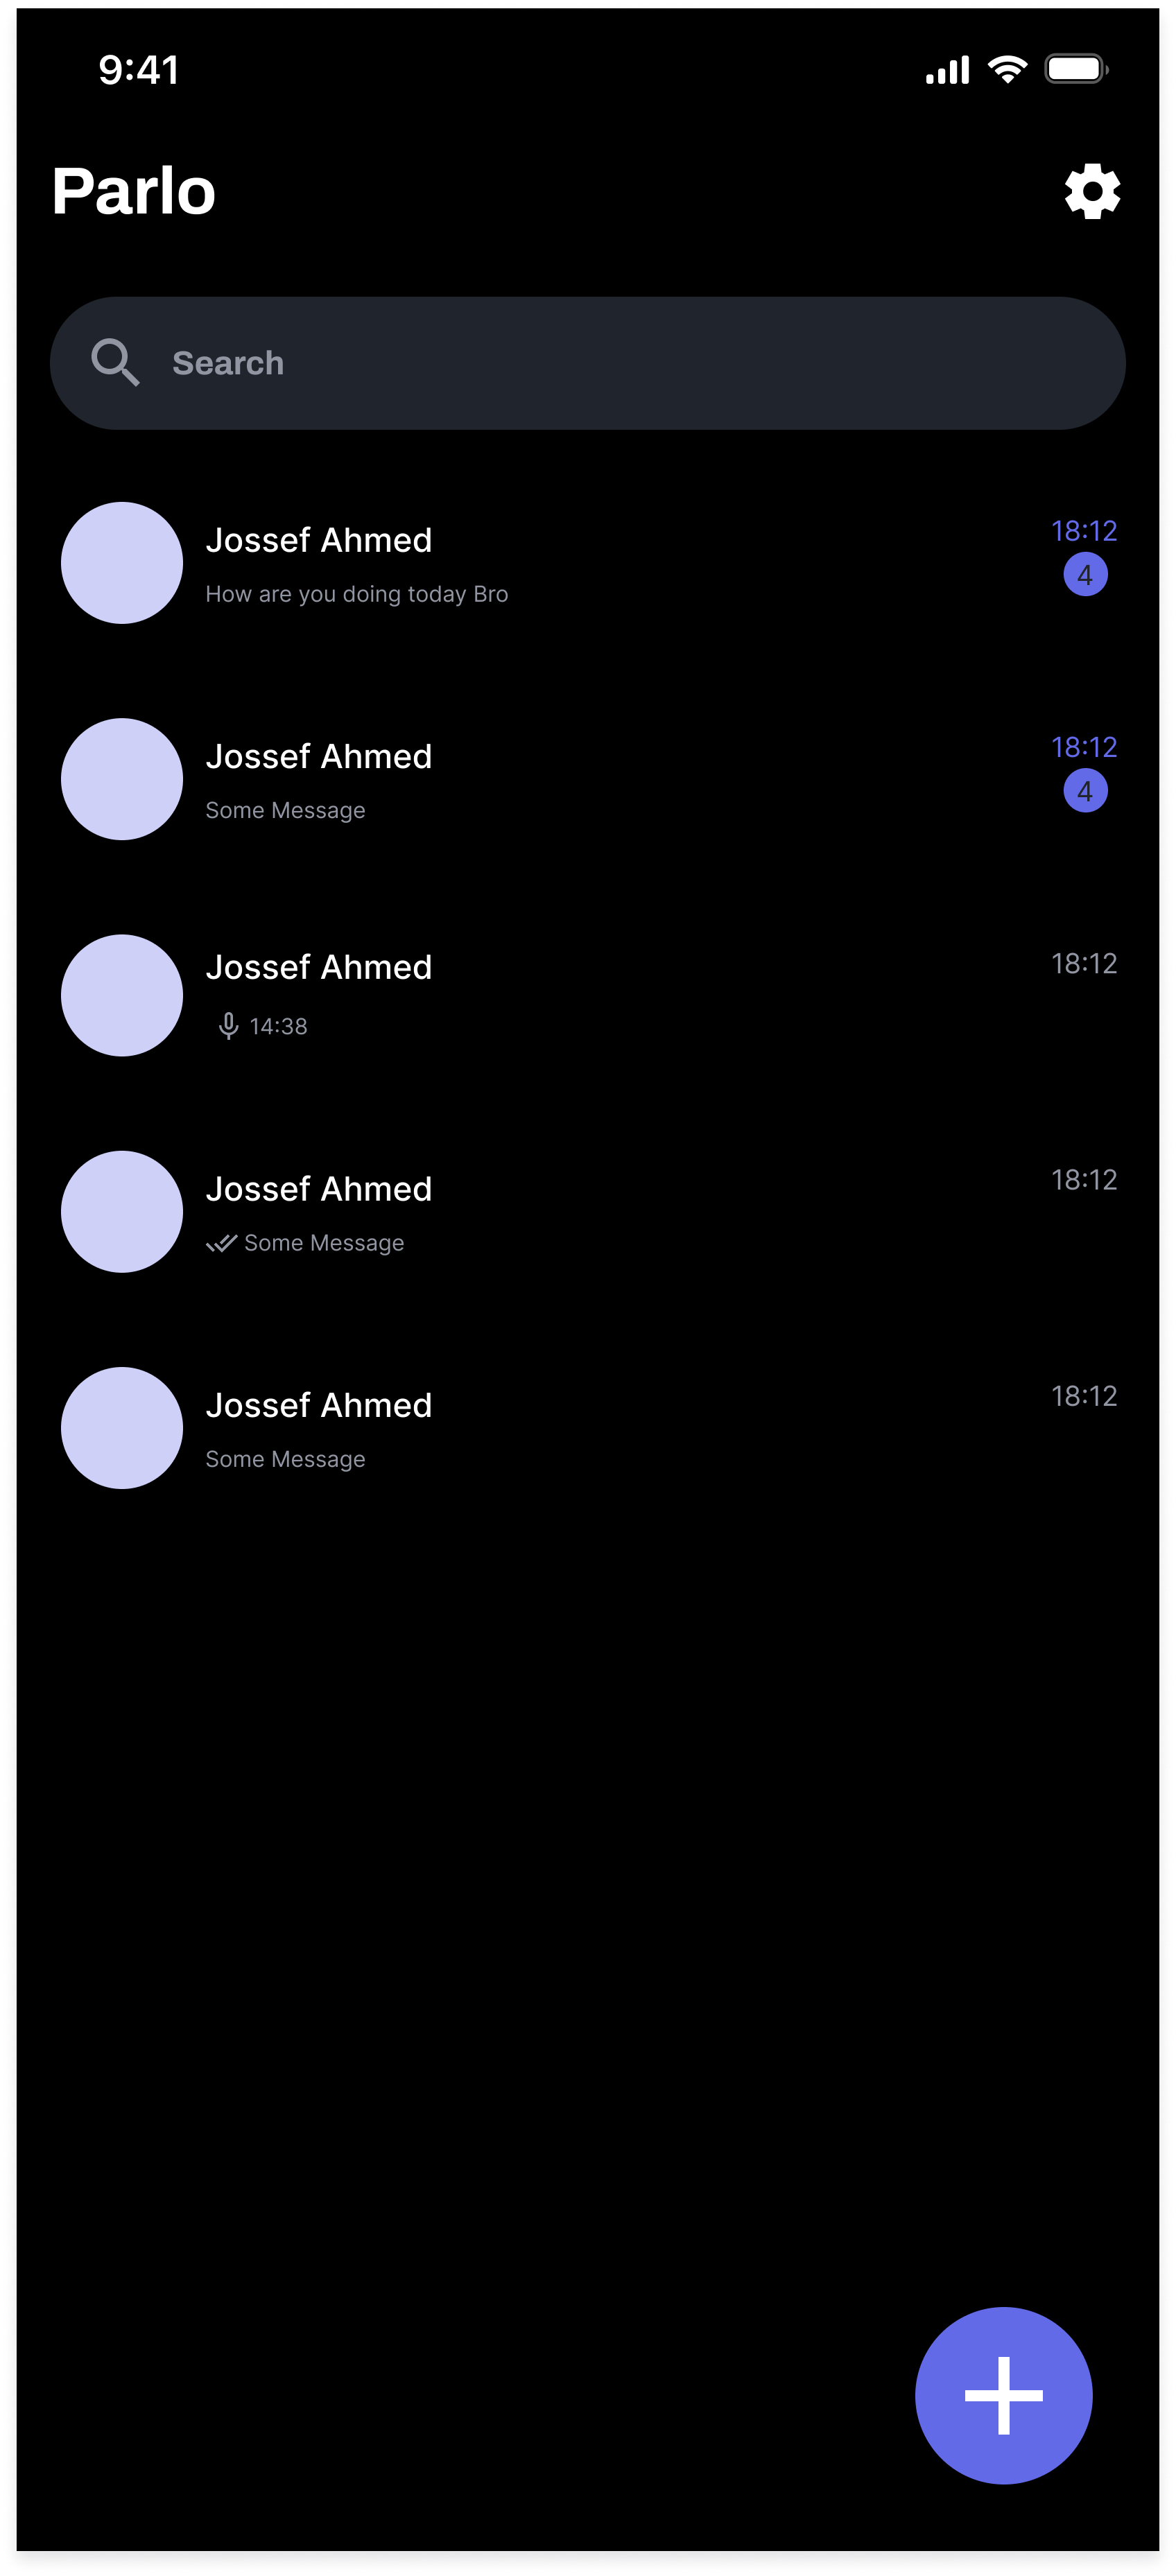 9:41
Parlo
Search
Jossef Ahmed
18:12
How are you doing today Bro
4
Jossef Ahmed
18:12
Some Message
4
Jossef Ahmed
18:12
14:38
Jossef Ahmed
18:12
Some Message
Jossef Ahmed
18:12
Some Message